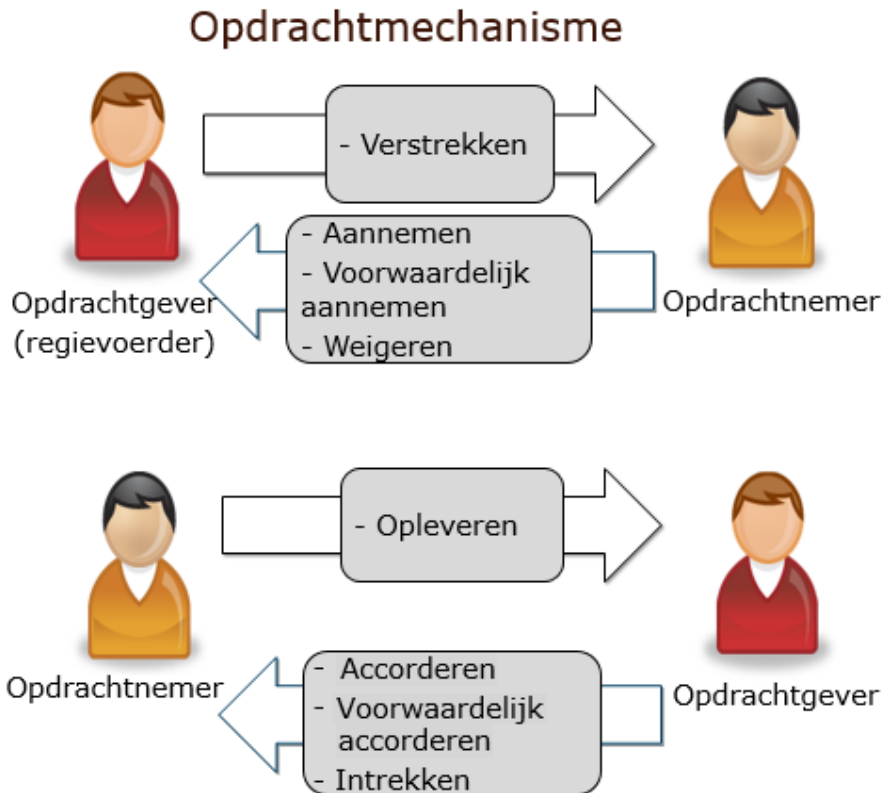 Opdrachtmechanisme
- Verstrekken
- Aannemen
- Voorwaardelijk
aannemen
- Weigeren
Opdrachtgever
(regievoerder)
Opdrachtnemer
- Opleveren
Opdrachtnemer
- Accorderen
- Voorwaardelijk
accorderen
- Intrekken
Opdrachtgever